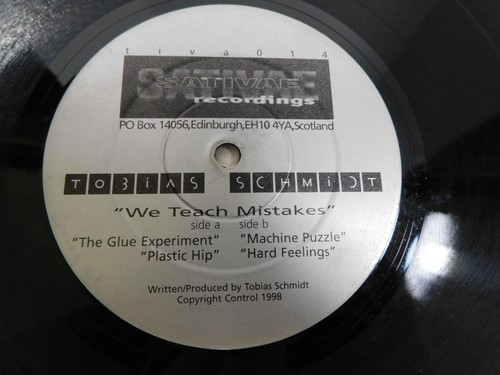 tiva014
SATIVAE
recordings
PO Box 14056,Edinburgh,EH10 4YA,Scotland
TOBIAS SCHMIDT
"We Teach Mistakes"
side a side b
"The Glue Experiment" "Machine Puzzle"
"Plastic Hip" "Hard Feelings"
Written/Produced by Tobias Schmidt
Copyright Control 1998